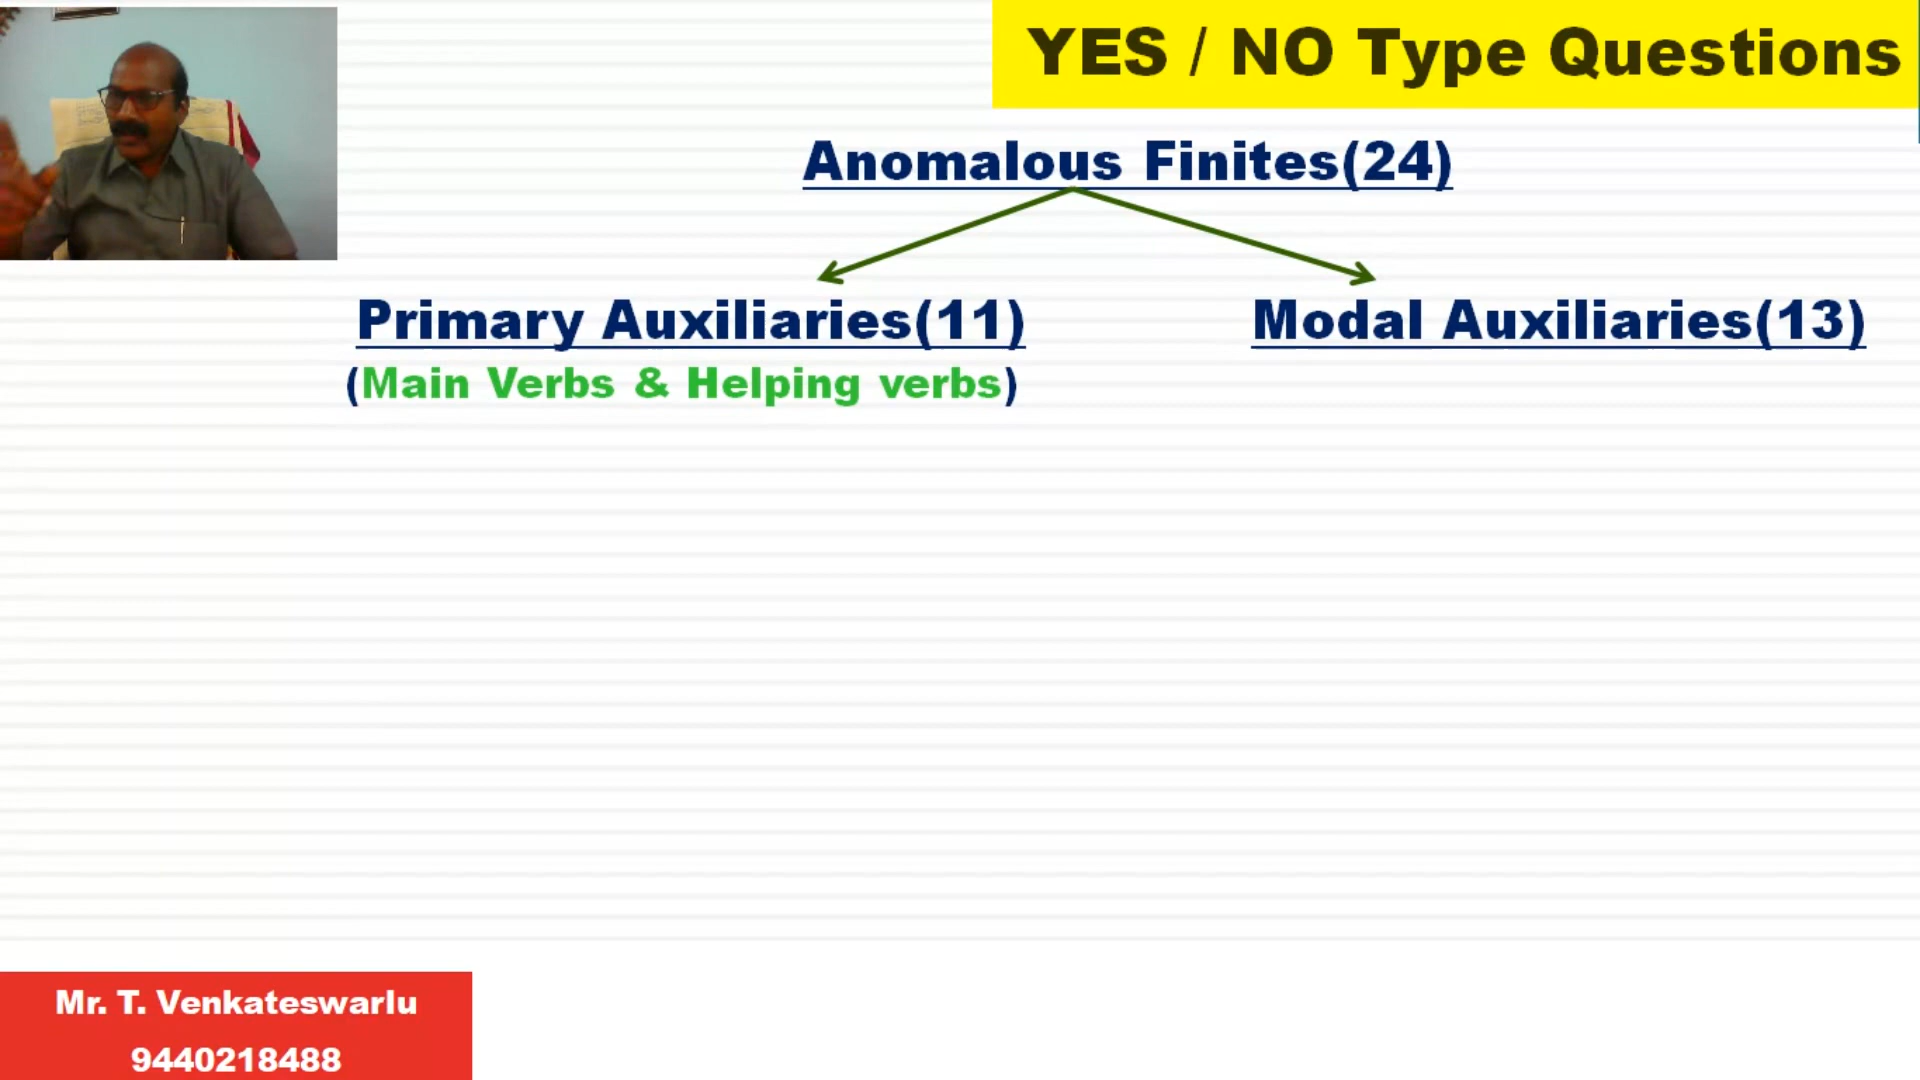 YES / NO Type Questions
Anomalous Finites(24)
Primary Auxiliaries(11)
Modal Auxiliaries(13)
(Main Verbs & Helping verbs)
Mr. T. Venkateswarlu
9440218488